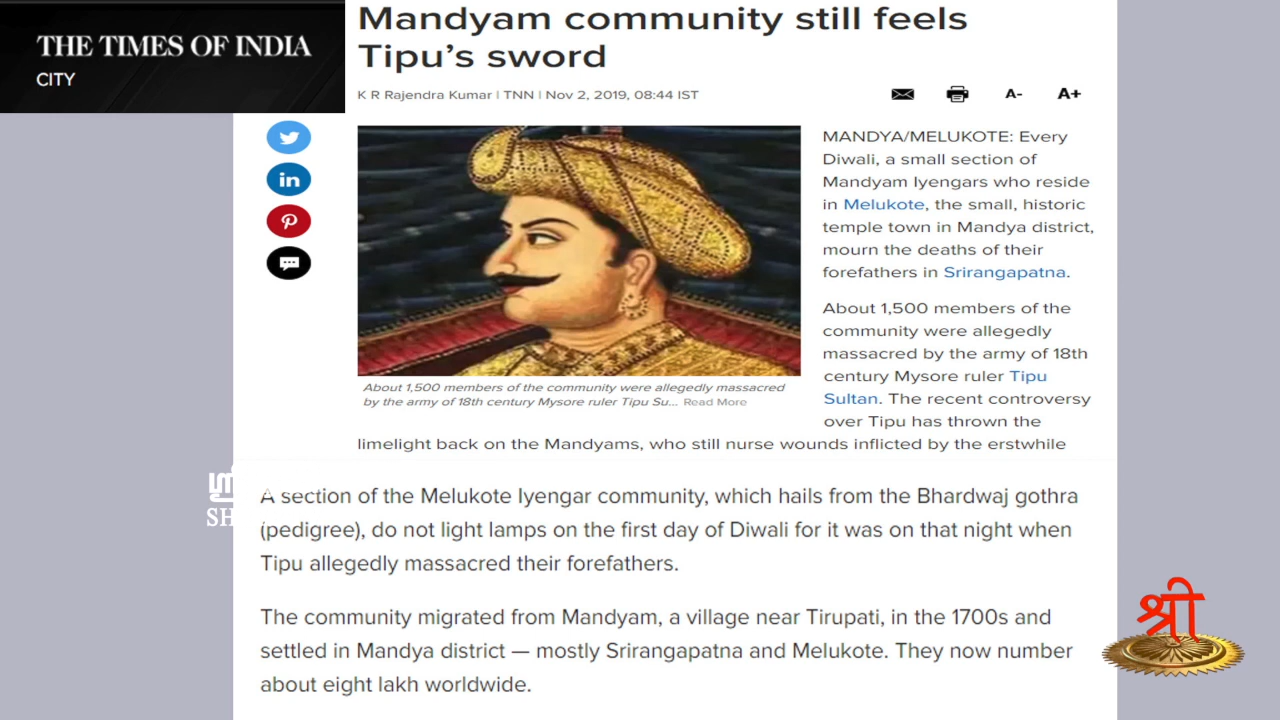 THE TIMES OF INDIA
CITY
Mandyam community still feels
Tipu’s sword
K R Rajendra Kumar | TNN | Nov 2, 2019, 08:44 IST
A-
A+
MANDYA/MELUKOTE: Every
Diwali, a small section of
Mandyam Iyengars who reside
in Melukote, the small, historic
temple town in Mandya district,
mourn the deaths of their
forefathers in Srirangapatna.
About 1,500 members of the
community were allegedly
massacred by the army of 18th
century Mysore ruler Tipu
Sultan. The recent controversy
over Tipu has thrown the
limelight back on the Mandyams, who still nurse wounds inflicted by the erstwhile
About 1,500 members of the community were allegedly massacred
by the army of 18th century Mysore ruler Tipu Su... Read More
A section of the Melukote Iyengar community, which hails from the Bhardwaj gothra
(pedigree), do not light lamps on the first day of Diwali for it was on that night when
Tipu allegedly massacred their forefathers.
The community migrated from Mandyam, a village near Tirupati, in the 1700s and
settled in Mandya district — mostly Srirangapatna and Melukote. They now number
about eight lakh worldwide.
SH
श्री